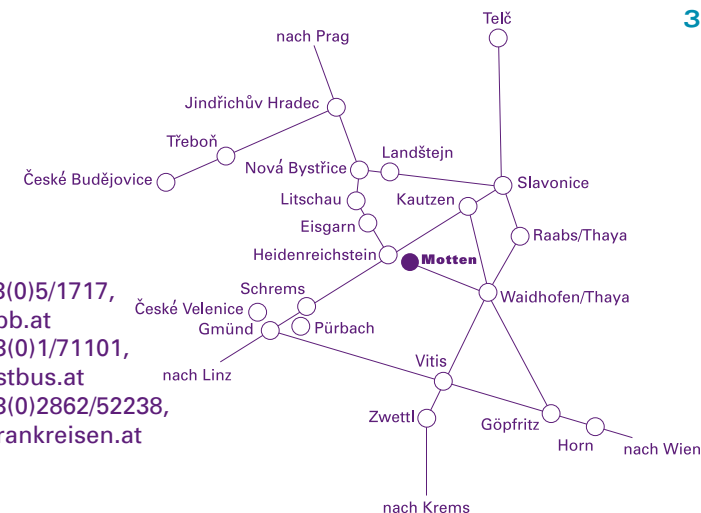 3
Telč
nach Prag
Jindřichův Hradec
Třeboň
České Budějovice
Nová Bystřice
Landštejn
Slavonice
Litschau
Kautzen
Eisgarn
Raabs/Thaya
Heidenreichstein
Motten
Schrems
Waidhofen/Thaya
České Velenice
Gmünd
Pürbach
nach Linz
Vitis
Zwettl
Göpfritz
Horn
nach Wien
nach Krems
3(0)5/1717,
bb.at
3(0)1/71101,
stbus.at
3(0)2862/52238,
rankreisen.at